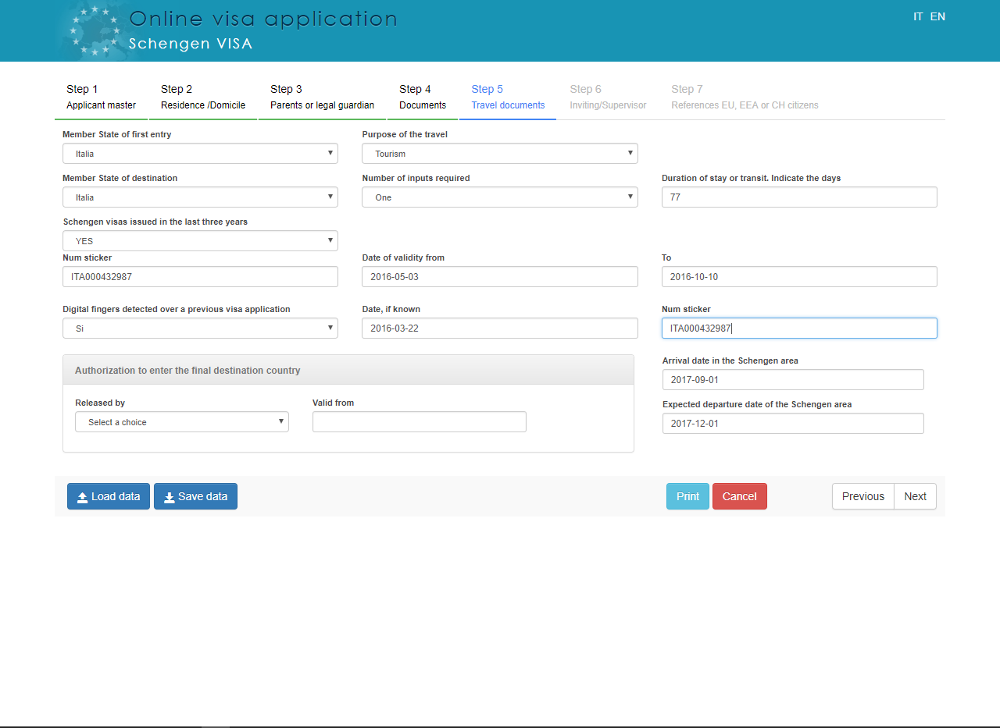 Online visa application
IT EN
Schengen VISA
Step 1
Applicant master
Step 2
Residence /Domicile
Step 3
Parents or legal guardian
Step 4
Documents
Step 5
Travel documents
Step 6
Inviting/Supervisor
Step 7
References EU, EEA or CH citizens
Member State of first entry
Italia
Purpose of the travel
Tourism
Member State of destination
Italia
Number of inputs required
One
Duration of stay or transit. Indicate the days
77
Schengen visas issued in the last three years
YES
Num sticker
ITA000432987
Date of validity from
2016-05-03
To
2016-10-10
Digital fingers detected over a previous visa application
Si
Date, if known
2016-03-22
Num sticker
ITA000432987
Authorization to enter the final destination country
Released by
Select a choice
Valid from
Arrival date in the Schengen area
2017-09-01
Expected departure date of the Schengen area
2017-12-01
Load data
Save data
Print
Cancel
Previous
Next